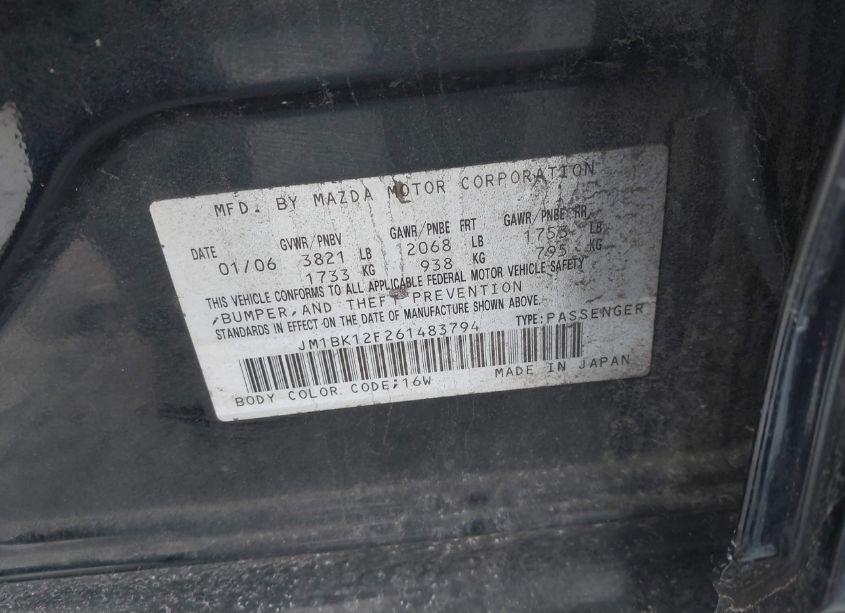 MFD. BY MAZDA MOTOR CORPORATION
DATE GVWR/PNBV GAWR/PNBE FRT GAWR/PNBE RR
01/06 3821 LB 2068 LB 1753 LB
1733 KG 938 KG 795 KG
THIS VEHICLE CONFORMS TO ALL APPLICABLE FEDERAL MOTOR VEHICLE SAFETY
,BUMPER,AND THEFT PREVENTION
STANDARDS IN EFFECT ON THE DATE OF MANUFACTURE SHOWN ABOVE.
JM1BK12F261483794 TYPE:PASSENGER
BODY COLOR CODE;16W MADE IN JAPAN